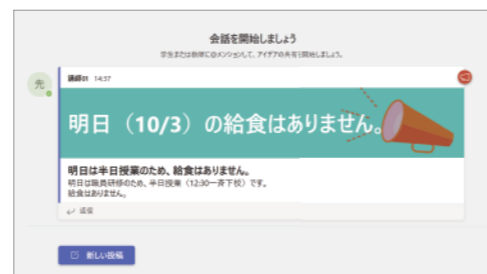 会話を開始しましょう
学生または教師に@メンションして、アイデアの共有を開始しましょう。
先
講師01 14:37
明日（10/3）の給食はありません。
明日は半日授業のため、給食はありません。
明日は職員研修のため、半日授業（12:30一斉下校）です。
給食はありません。
返信
新しい投稿